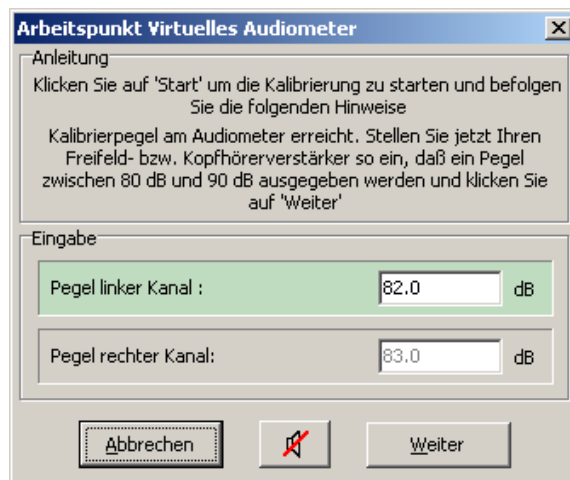 Arbeitspunkt Virtuelles Audiometer
Anleitung
Klicken Sie auf 'Start' um die Kalibrierung zu starten und befolgen
Sie die folgenden Hinweise
Kalibrierpegel am Audiometer erreicht. Stellen Sie jetzt Ihren
Freifeld- bzw. Kopfhörerverstärker so ein, daß ein Pegel
zwischen 80 dB und 90 dB ausgegeben werden und klicken Sie
auf 'Weiter'
Eingabe
Pegel linker Kanal : 82.0 dB
Pegel rechter Kanal: 83.0 dB
Abbrechen Weiter